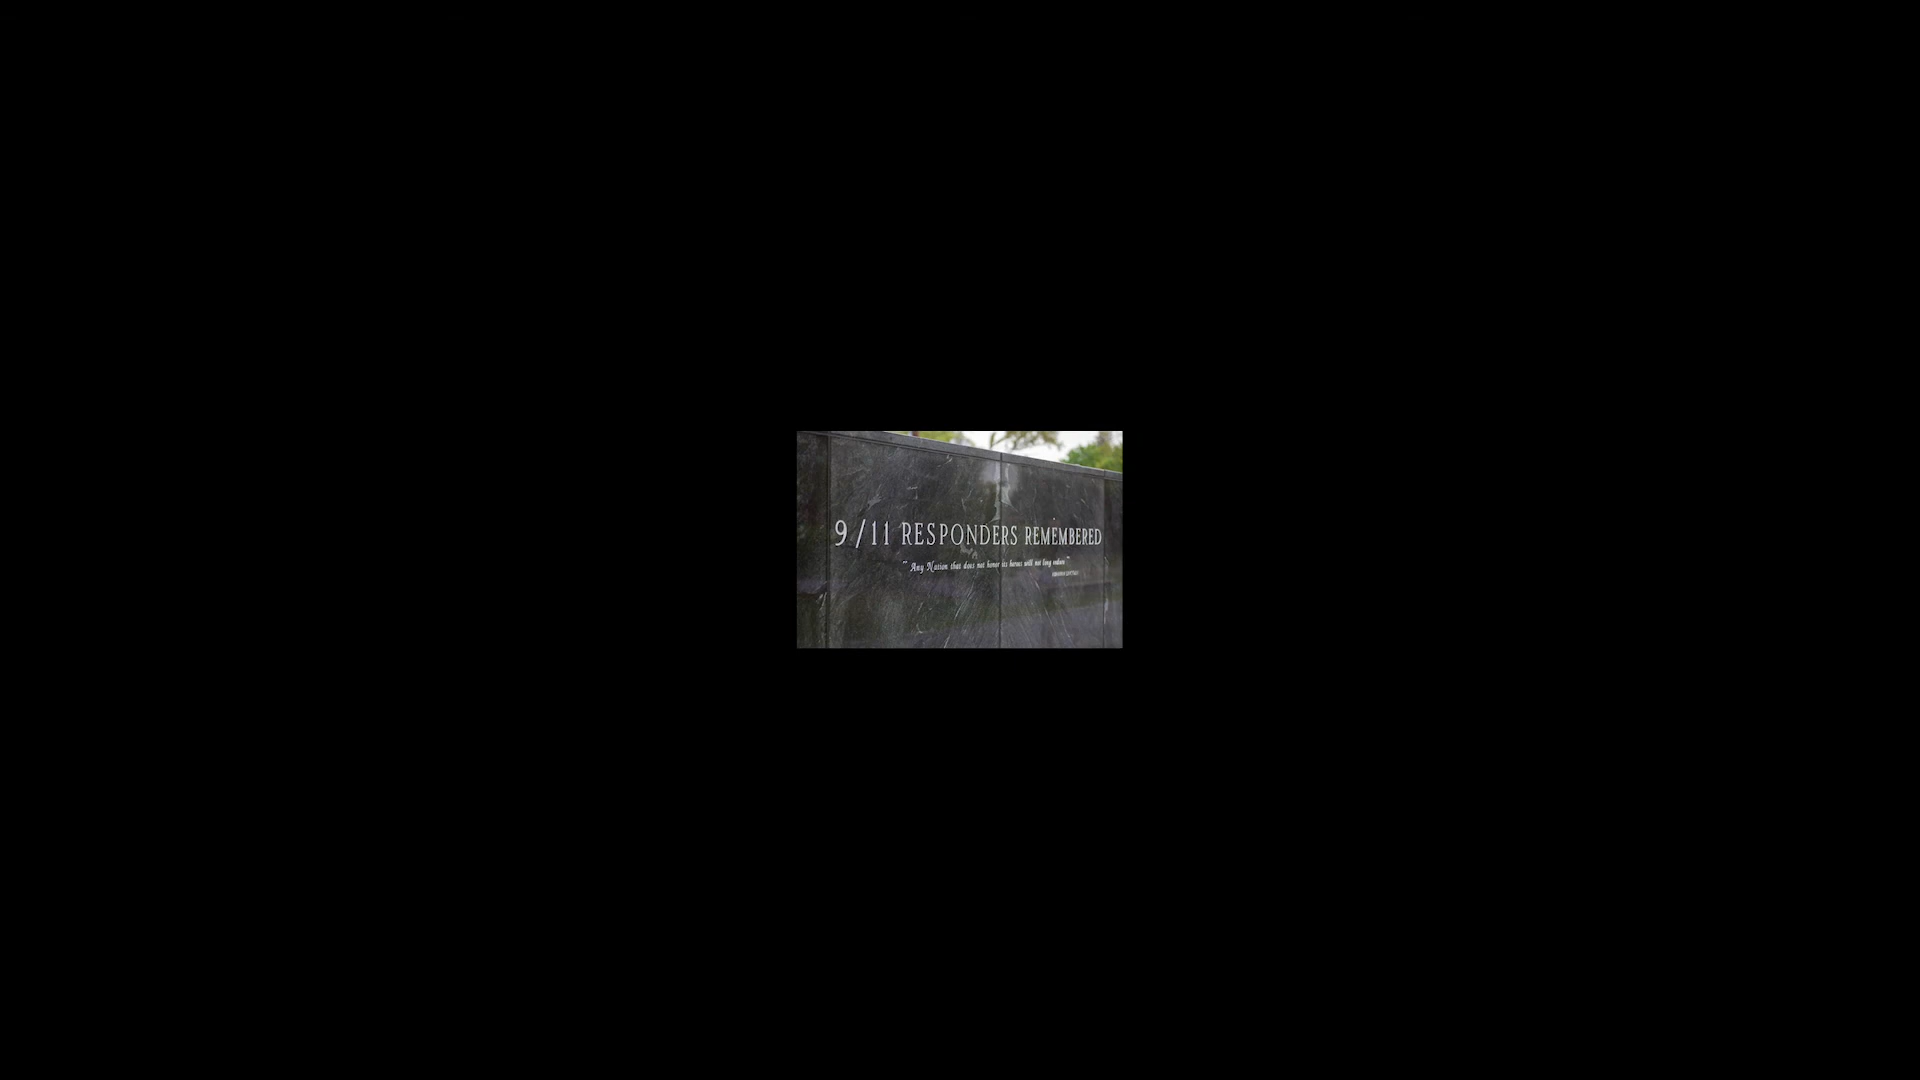 9/11 RESPONDERS REMEMBERED
"Any Nation that does not honor its heroes will not long endure"